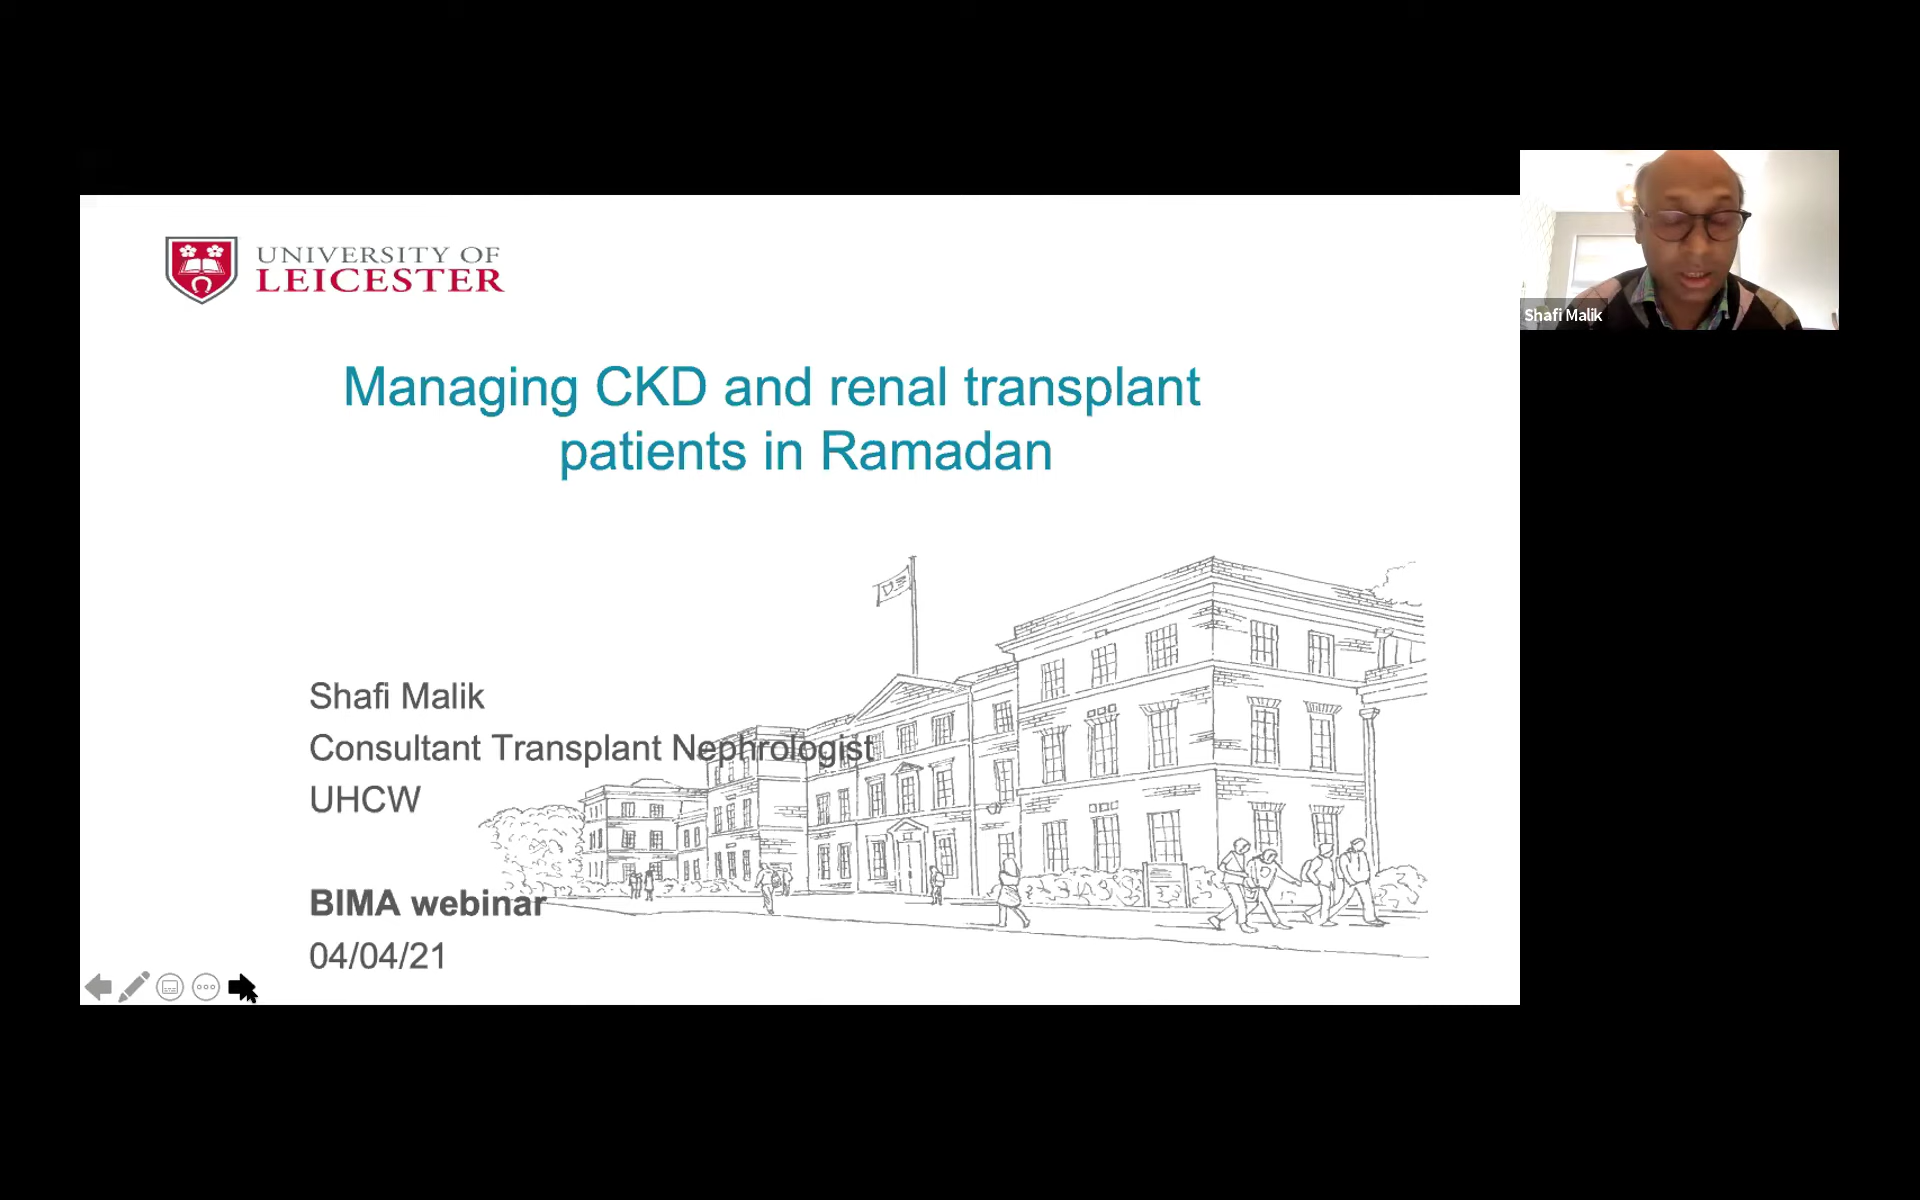 UNIVERSITY OF
LEICESTER
Managing CKD and renal transplant
patients in Ramadan
Shafi Malik
Consultant Transplant Nephrologist
UHCW
BIMA webinar
04/04/21
Shafi Malik